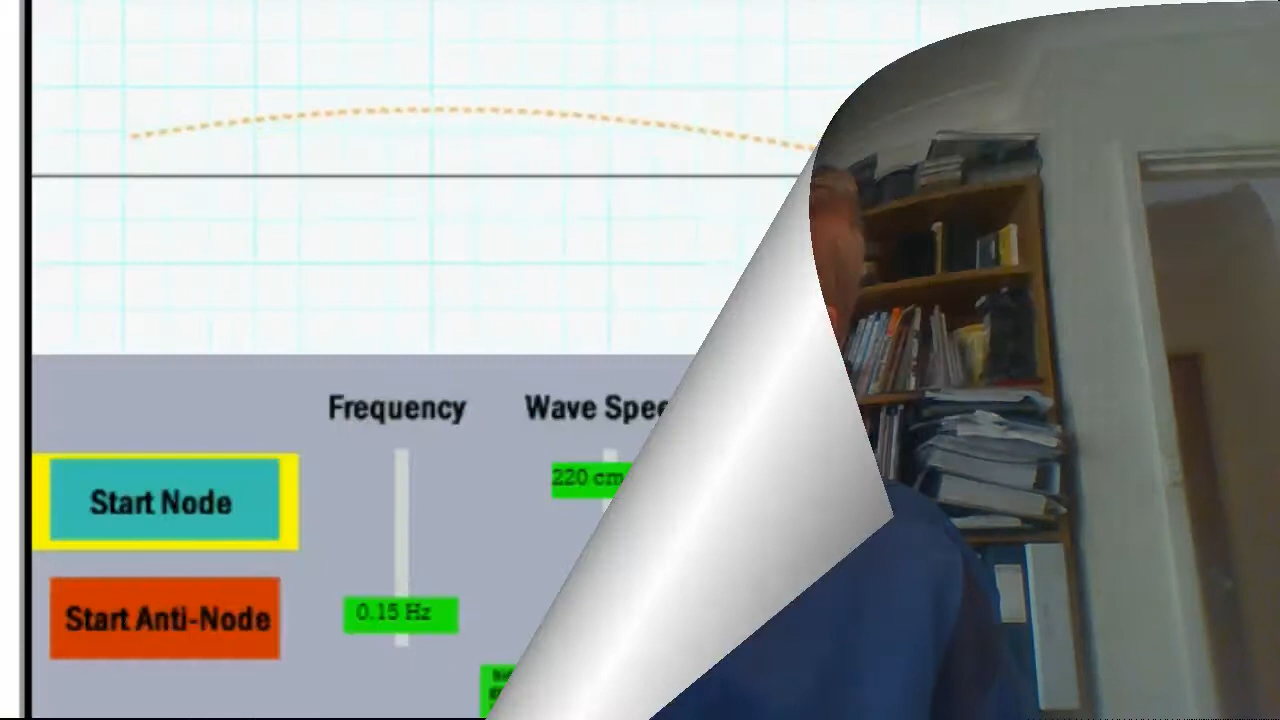 Frequency
Wave Spee
220 cm
Start Node
Start Anti-Node
0.15 Hz